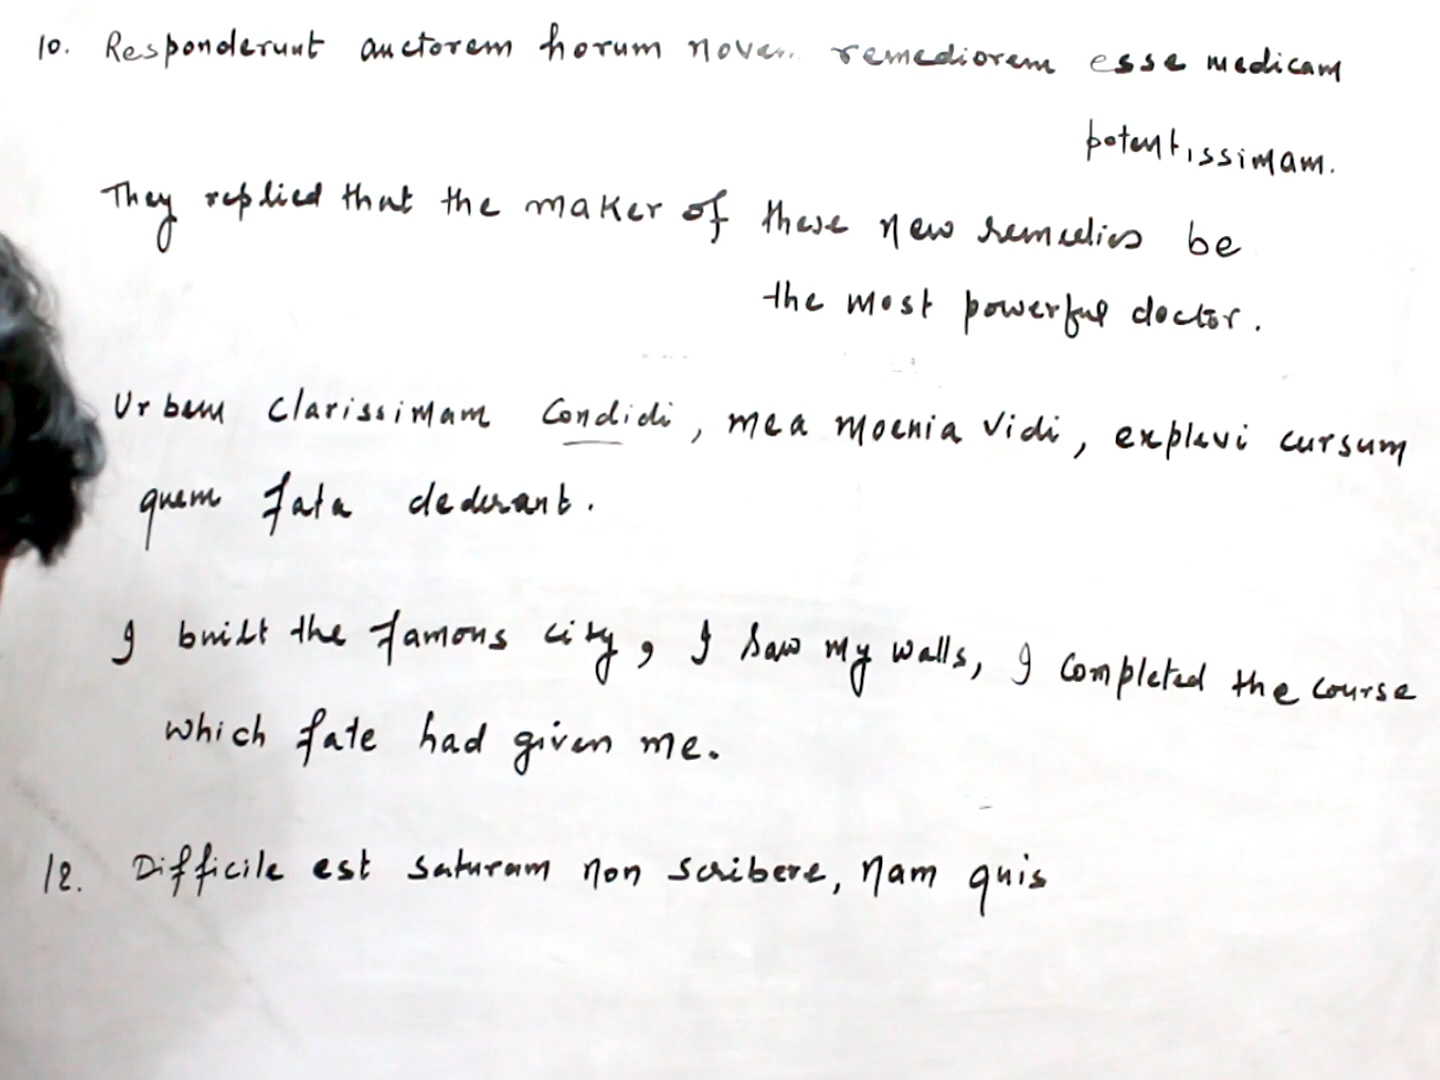 10. Responderunt auctorem horum remediorem esse medicam
potentissimam.
They replied that the maker of these new remedies be
the most powerful doctor.
Urbem clarissimam condidi, mea moenia vidi, explevi cursum
quem fata dederant.
I built the famous city, I saw my walls, I completed the course
which fate had given me.
12. Difficile est saturam non scribere, nam quis